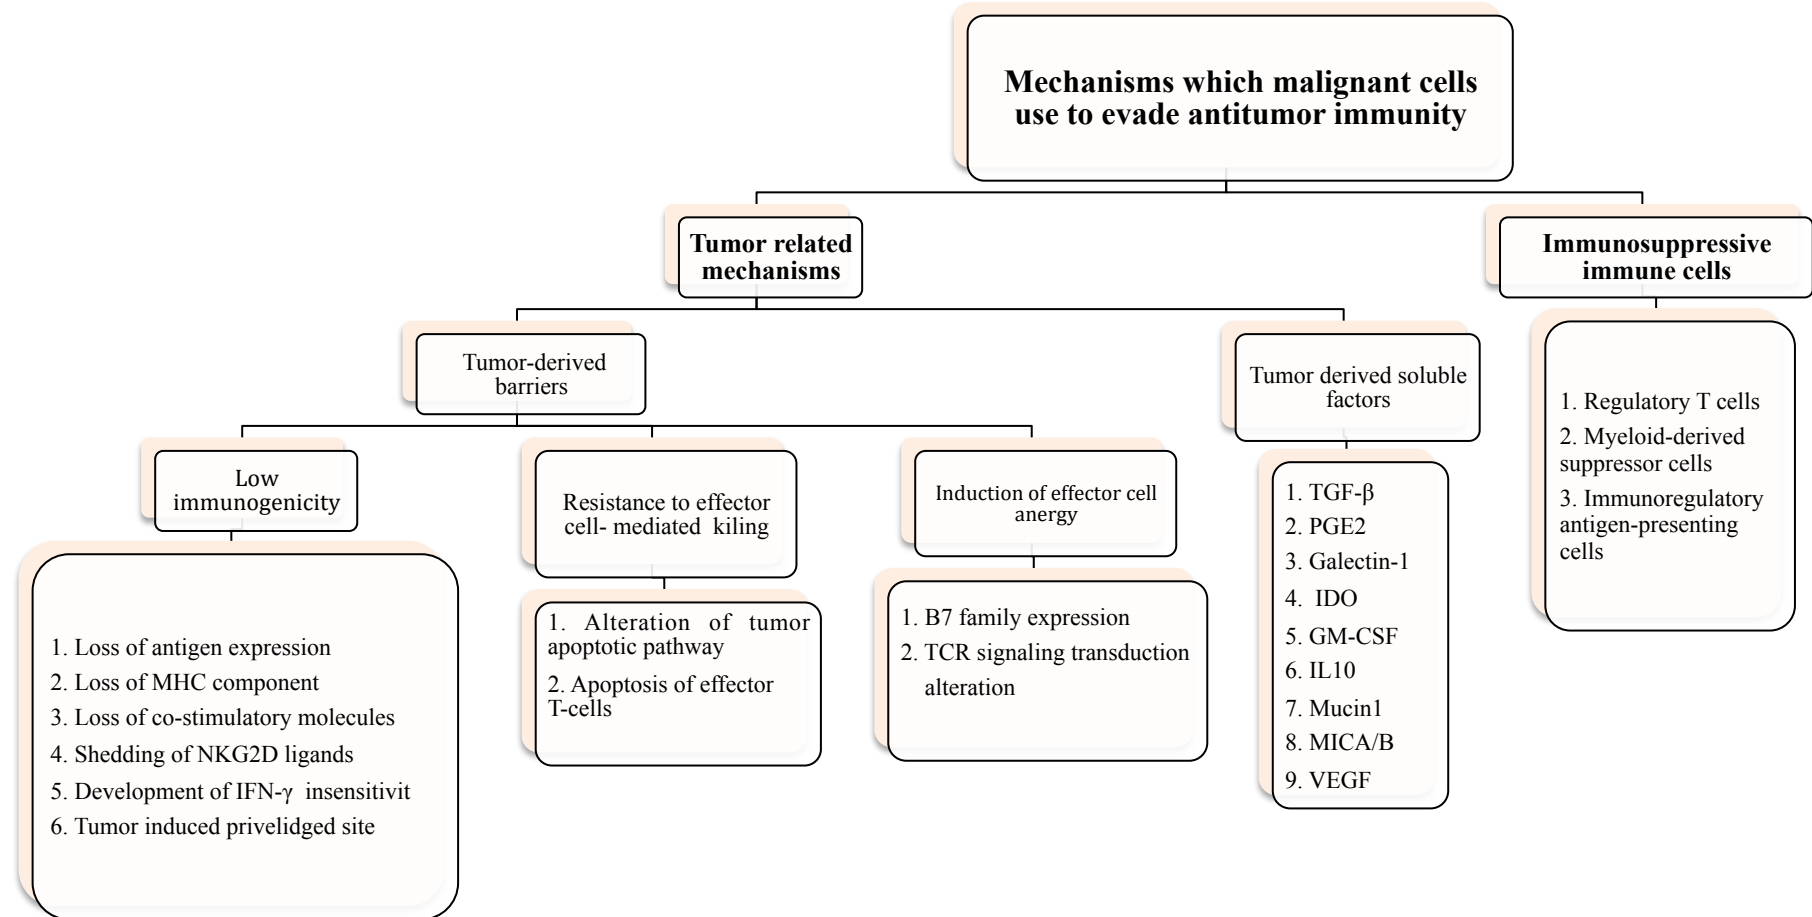 Mechanisms which malignant cells
use to evade antitumor immunity
Tumor related
mechanisms
Immunosuppressive
immune cells
Tumor-derived
barriers
Tumor derived soluble
factors
Low
immunogenicity
Resistance to effector
cell- mediated kiling
Induction of effector cell
anergy
1. Loss of antigen expression
2. Loss of MHC component
3. Loss of co-stimulatory molecules
4. Shedding of NKG2D ligands
5. Development of IFN-γ insensitivit
6. Tumor induced privelidged site
1. Alteration of tumor
apoptotic pathway
2. Apoptosis of effector
T-cells
1. B7 family expression
2. TCR signaling transduction
alteration
1. TGF-β
2. PGE2
3. Galectin-1
4. IDO
5. GM-CSF
6. IL10
7. Mucin1
8. MICA/B
9. VEGF
1. Regulatory T cells
2. Myeloid-derived
suppressor cells
3. Immunoregulatory
antigen-presenting
cells